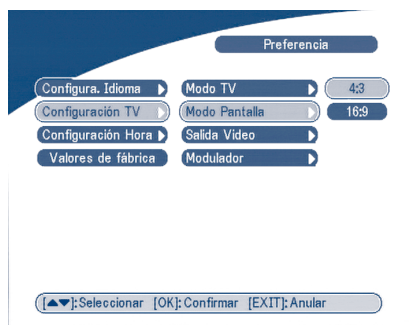 Preferencia
Configura. Idioma
Modo TV
4:3
Configuración TV
Modo Pantalla
16:9
Configuración Hora
Salida Video
Valores de fábrica
Modulador
[▲▼]:Seleccionar [OK]:Confirmar [EXIT]:Anular